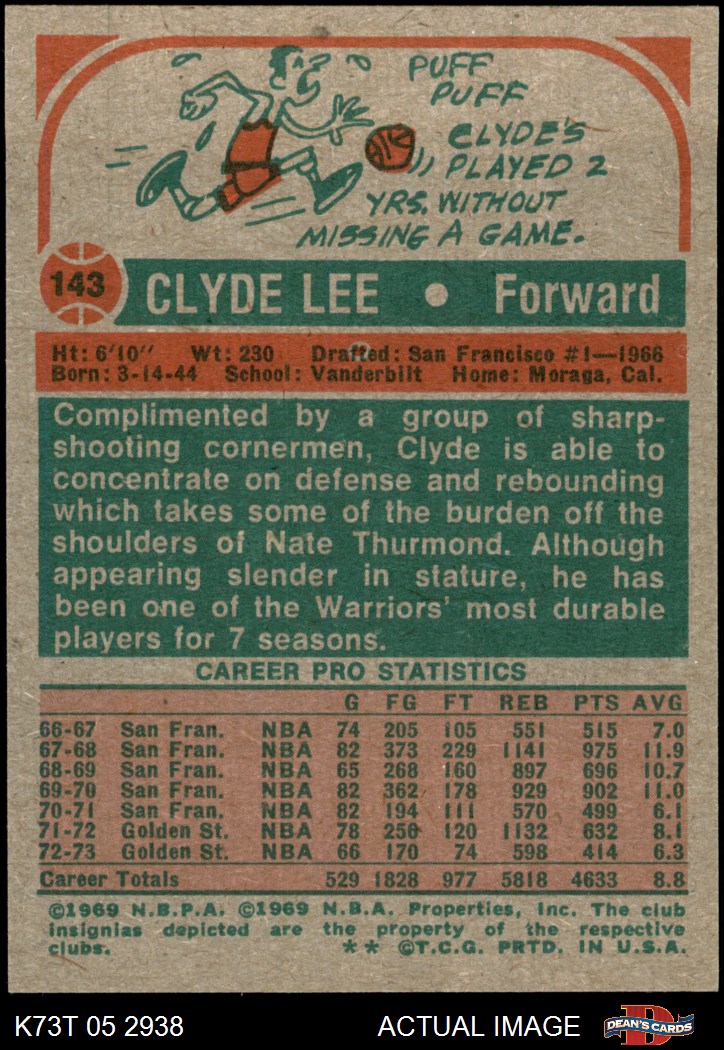 PUFF
PUFF
CLYDE'S
PLAYED 2
YRS. WITHOUT
MISSING A GAME.
143 CLYDE LEE • Forward
Ht: 6'10" Wt: 230 Drafted: San Francisco #1—1966
Born: 3-14-44 School: Vanderbilt Home: Moraga, Cal.
Complimented by a group of sharp-
shooting cornermen, Clyde is able to
concentrate on defense and rebounding
which takes some of the burden off the
shoulders of Nate Thurmond. Although
appearing slender in stature, he has
been one of the Warriors' most durable
players for 7 seasons.
CAREER PRO STATISTICS
G FG FT REB PTS AVG
66-67 San Fran. NBA 74 205 105 551 515 7.0
67-68 San Fran. NBA 82 373 229 1141 975 11.9
68-69 San Fran. NBA 65 268 160 897 696 10.7
69-70 San Fran. NBA 82 362 178 929 902 11.0
70-71 San Fran. NBA 82 194 111 570 499 6.1
71-72 Golden St. NBA 78 256 120 1132 632 8.1
72-73 Golden St. NBA 66 170 74 598 414 6.3
Career Totals 529 1828 977 5818 4633 8.8
©1969 N.B.P.A. ©1969 N.B.A. Properties, Inc. The club
insignias depicted are the property of the respective
clubs. ** ©T.C.G. PRTD. IN U.S.A.
K73T 05 2938 ACTUAL IMAGE DEAN'S CARDS